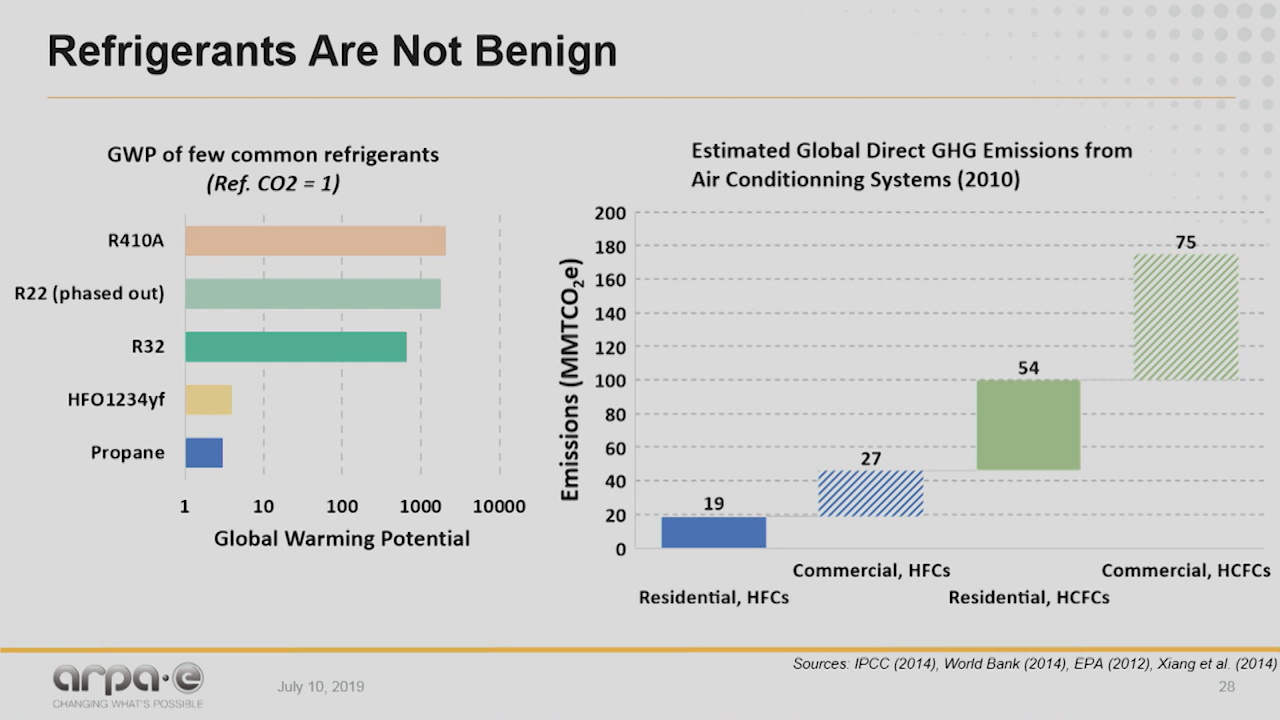 Refrigerants Are Not Benign
GWP of few common refrigerants
(Ref. CO2 = 1)
R410A
R22 (phased out)
R32
HFO1234yf
Propane
1 10 100 1000 10000
Global Warming Potential
Estimated Global Direct GHG Emissions from
Air Conditionning Systems (2010)
Emissions (MMTCO₂e)
200
180
160
140
120
100
80
60
40
20
0
19
27
54
75
Commercial, HFCs Commercial, HCFCs
Residential, HFCs Residential, HCFCs
Sources: IPCC (2014), World Bank (2014), EPA (2012), Xiang et al. (2014)
arpa·e
CHANGING WHAT'S POSSIBLE
July 10, 2019
28